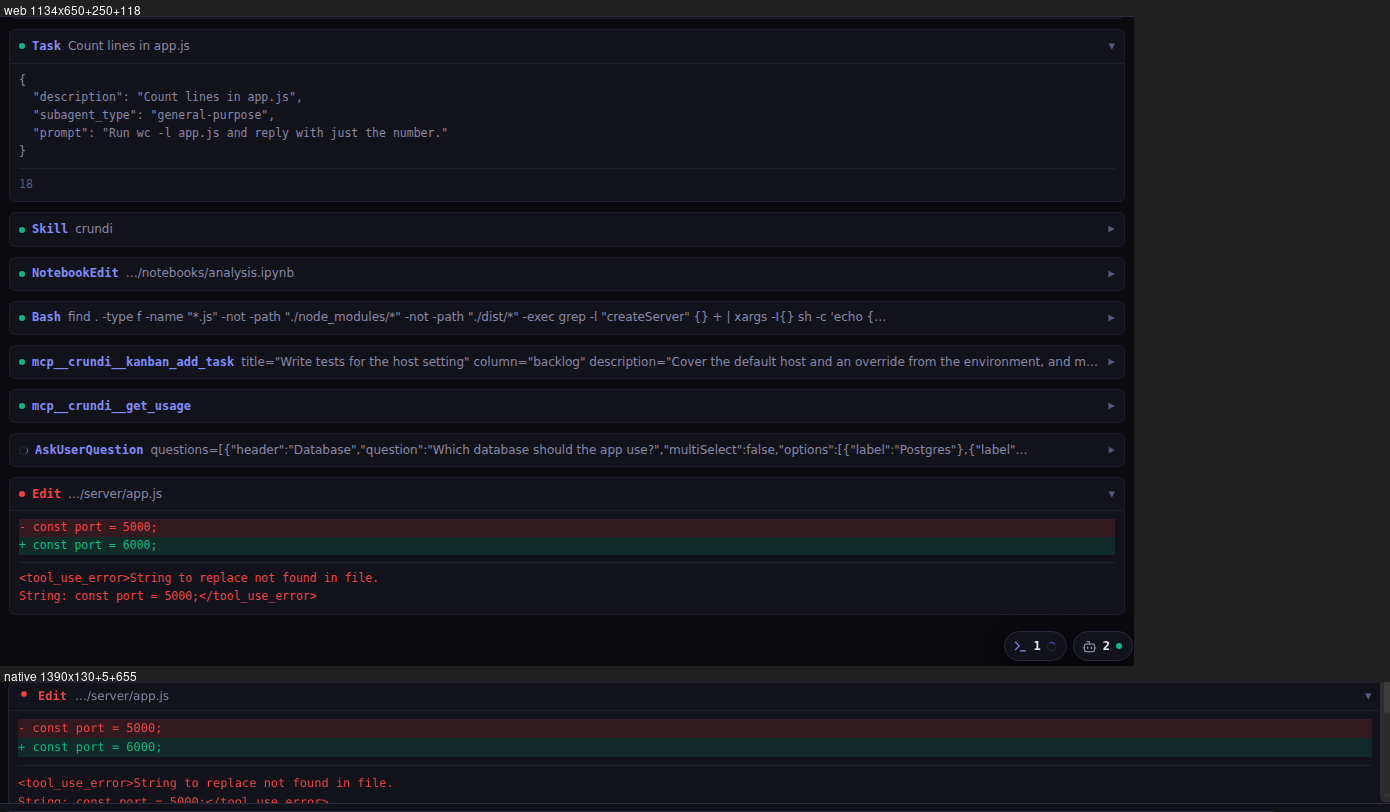 web 1134x650+250+118
Task Count lines in app.js
{
"description": "Count lines in app.js",
"subagent_type": "general-purpose",
"prompt": "Run wc -l app.js and reply with just the number."
}
18
Skill crundi
NotebookEdit …/notebooks/analysis.ipynb
Bash find . -type f -name "*.js" -not -path "./node_modules/*" -not -path "./dist/*" -exec grep -l "createServer" {} + | xargs -I{} sh -c 'echo {…
mcp__crundi__kanban_add_task title="Write tests for the host setting" column="backlog" description="Cover the default host and an override from the environment, and m…
mcp__crundi__get_usage
AskUserQuestion questions=[{"header":"Database","question":"Which database should the app use?","multiSelect":false,"options":[{"label":"Postgres"},{"label"…
Edit …/server/app.js
- const port = 5000;
+ const port = 6000;
<tool_use_error>String to replace not found in file.
String: const port = 5000;</tool_use_error>
1 2
native 1390x130+5+655
Edit …/server/app.js
- const port = 5000;
+ const port = 6000;
<tool_use_error>String to replace not found in file.
String: const port = 5000;</tool_use_error>